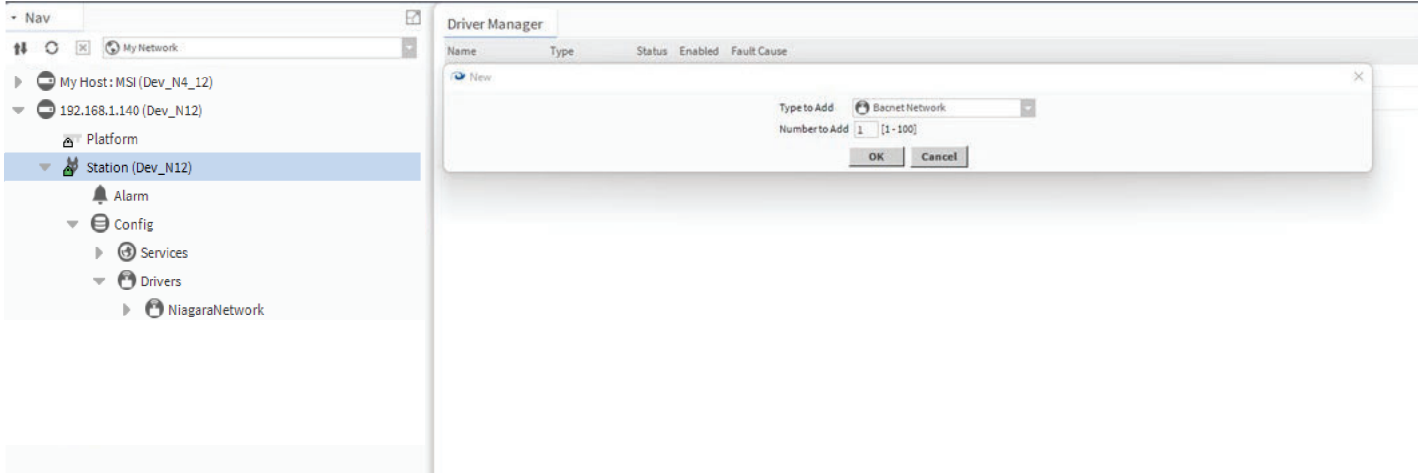 Nav
My Network
My Host : MSI (Dev_N4_12)
192.168.1.140 (Dev_N12)
Platform
Station (Dev_N12)
Alarm
Config
Services
Drivers
NiagaraNetwork
Driver Manager
Name Type Status Enabled Fault Cause
New
Type to Add Bacnet Network
Number to Add 1 [1 - 100]
OK Cancel